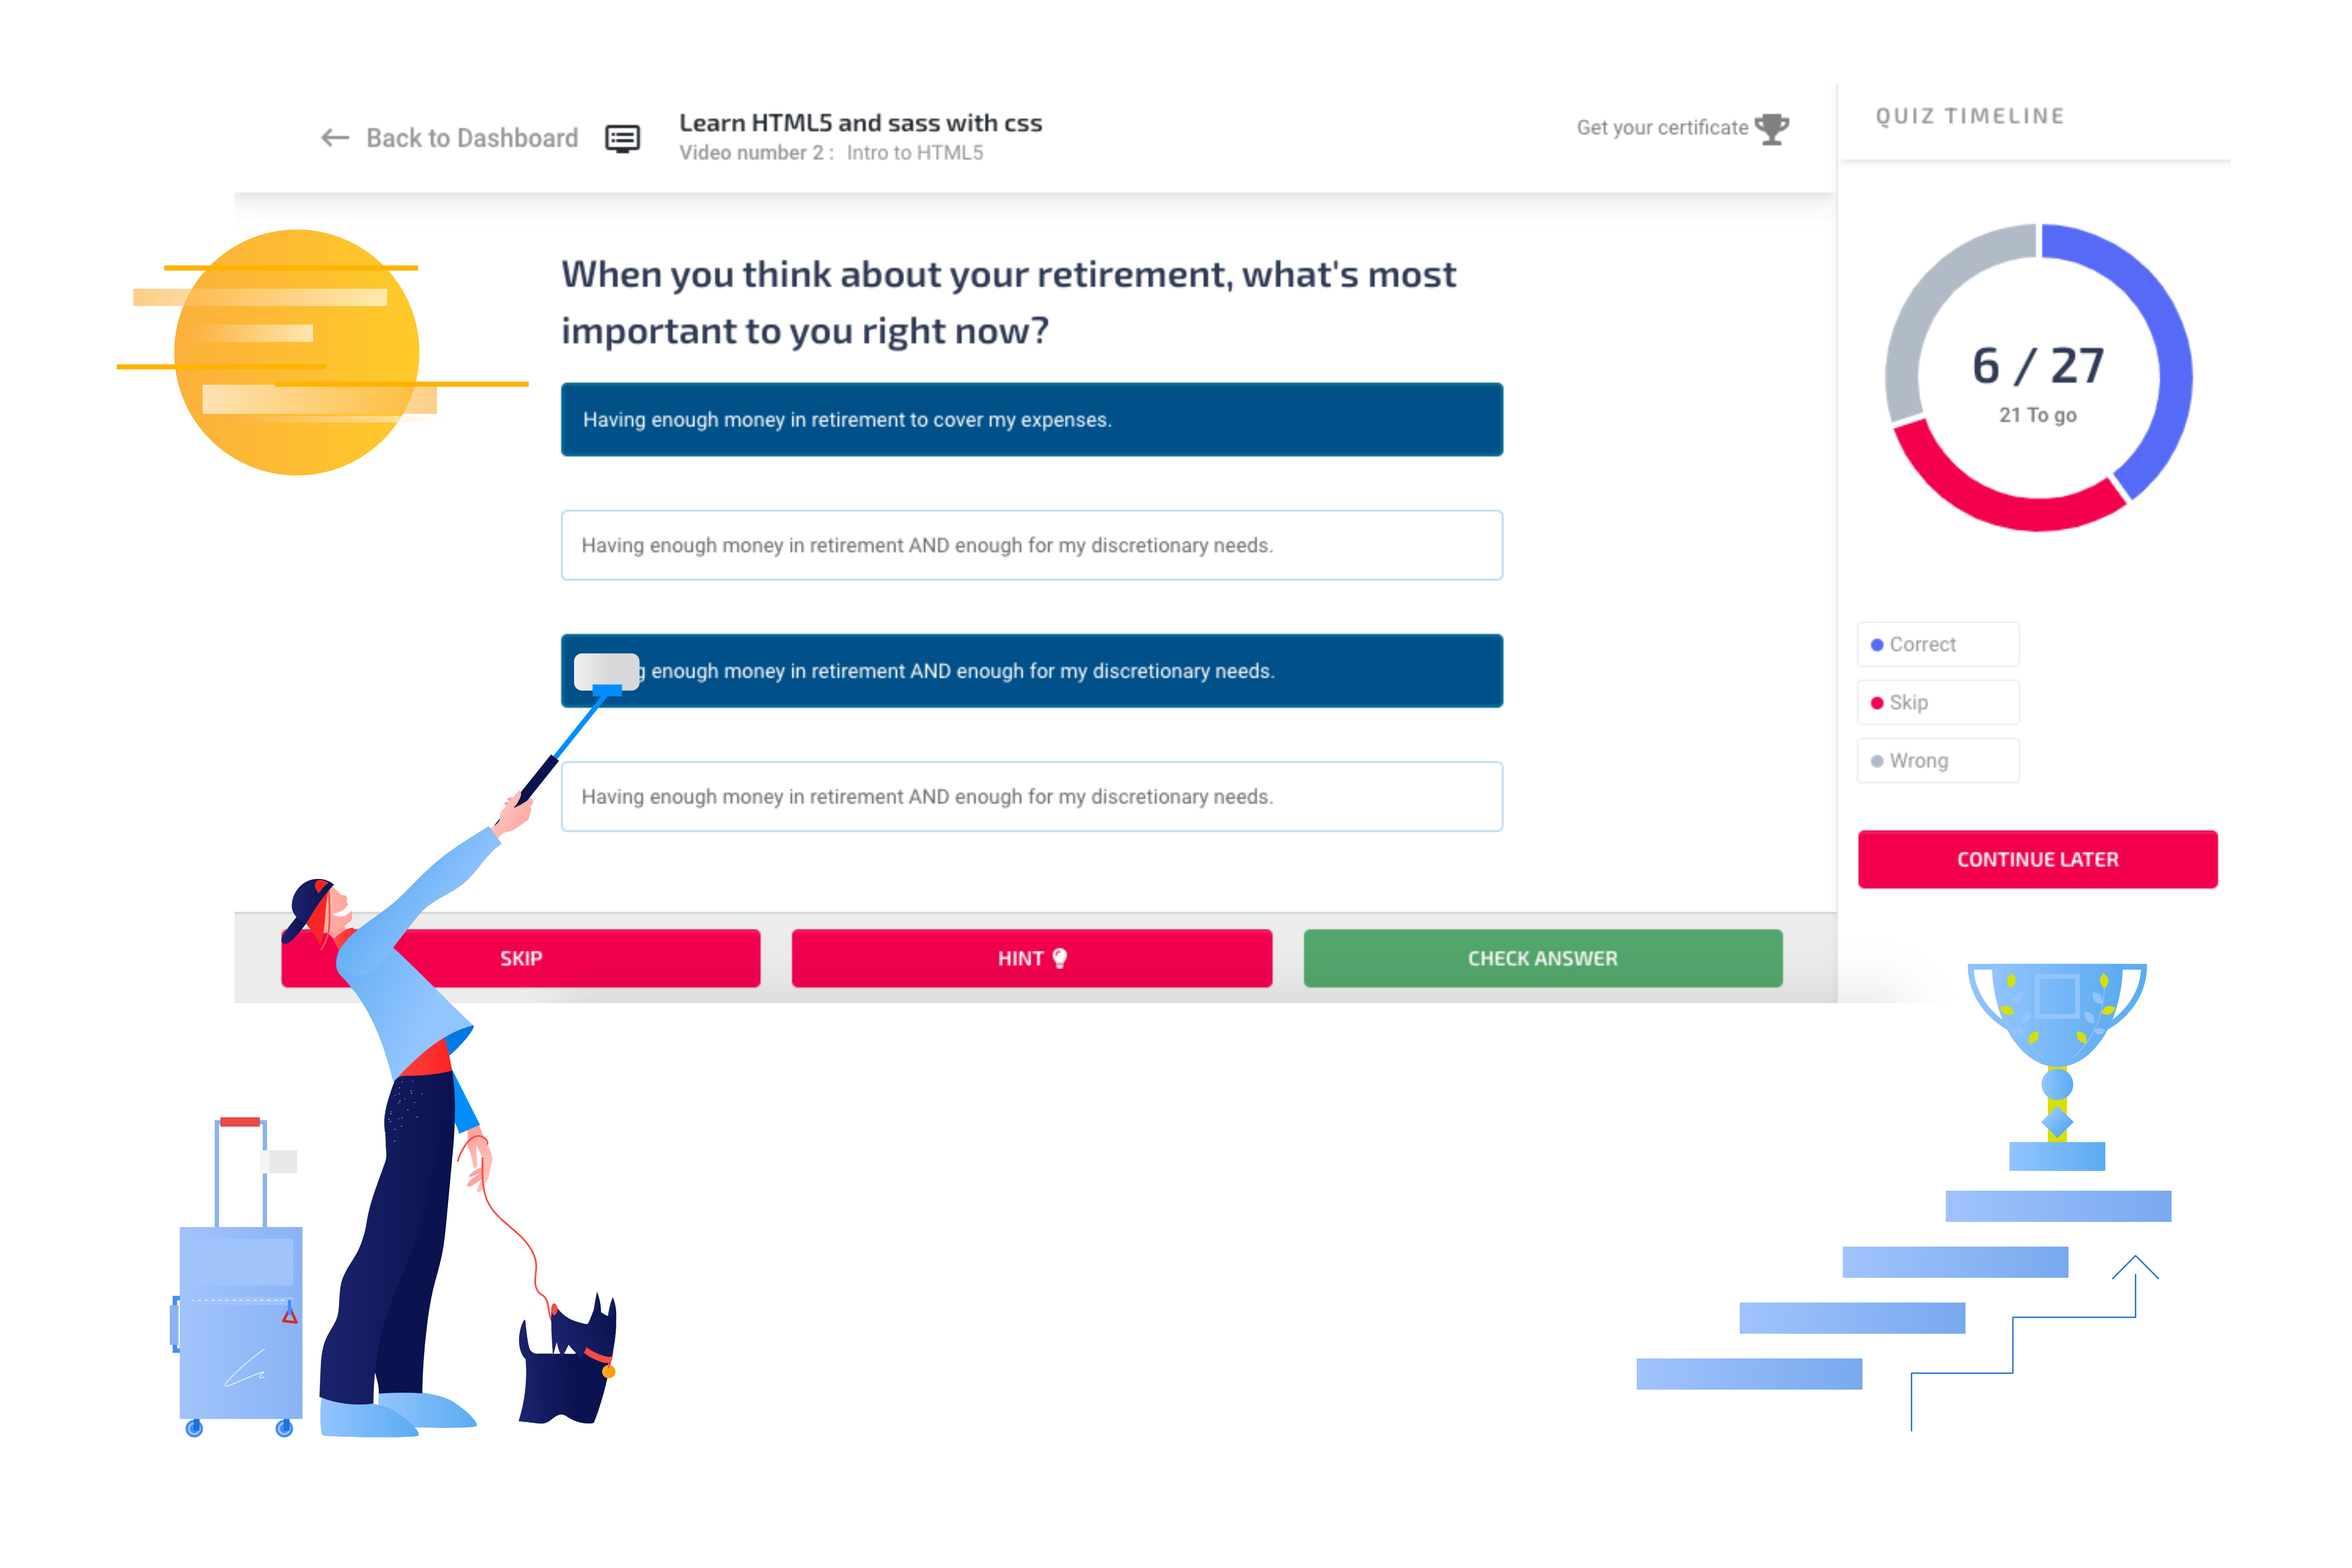 Back to Dashboard
Learn HTML5 and sass with css
Video number 2 : Intro to HTML5
Get your certificate
QUIZ TIMELINE
When you think about your retirement, what's most
important to you right now?
Having enough money in retirement to cover my expenses.
Having enough money in retirement AND enough for my discretionary needs.
g enough money in retirement AND enough for my discretionary needs.
Having enough money in retirement AND enough for my discretionary needs.
6 / 27
21 To go
Correct
Skip
Wrong
CONTINUE LATER
SKIP
HINT
CHECK ANSWER